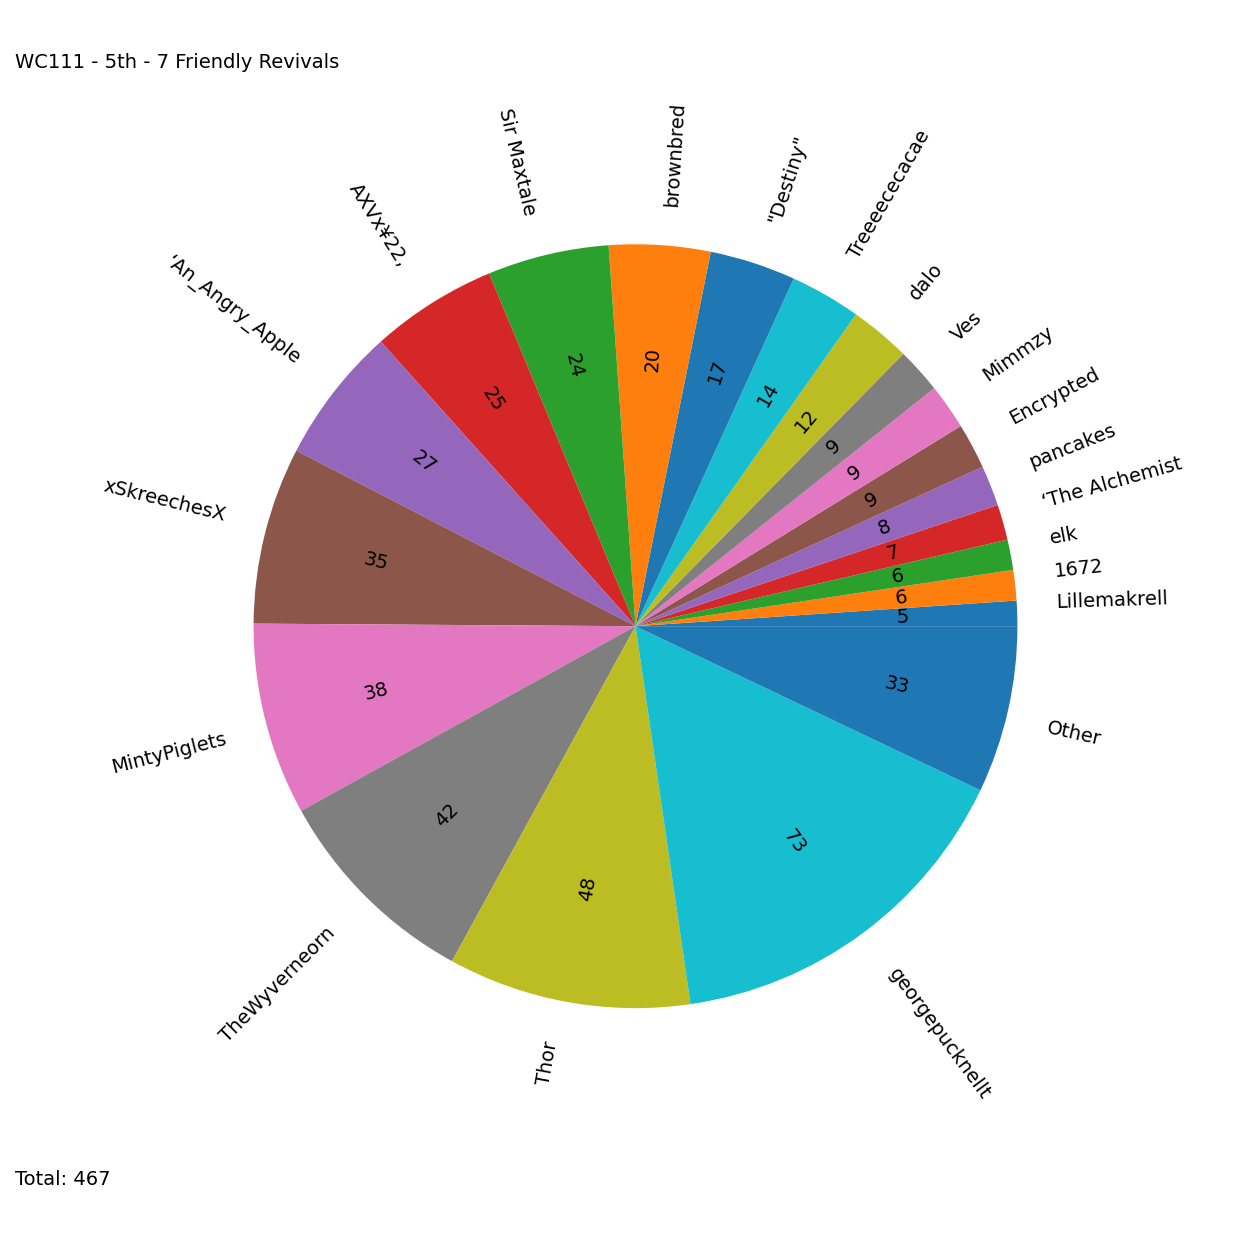 WC111 - 5th - 7 Friendly Revivals
Lillemakrell
5
1672
6
elk
6
‘The Alchemist
7
pancakes
8
Encrypted
9
Mimmzy
9
Ves
9
dalo
12
Treeeececacae
14
"Destiny"
17
brownbred
20
Sir Maxtale
24
AXVx¥22,
25
‘An_Angry_Apple
27
xSkreechesX
35
MintyPiglets
38
TheWyverneorn
42
Thor
48
georgepucknellt
73
Other
33
Total: 467